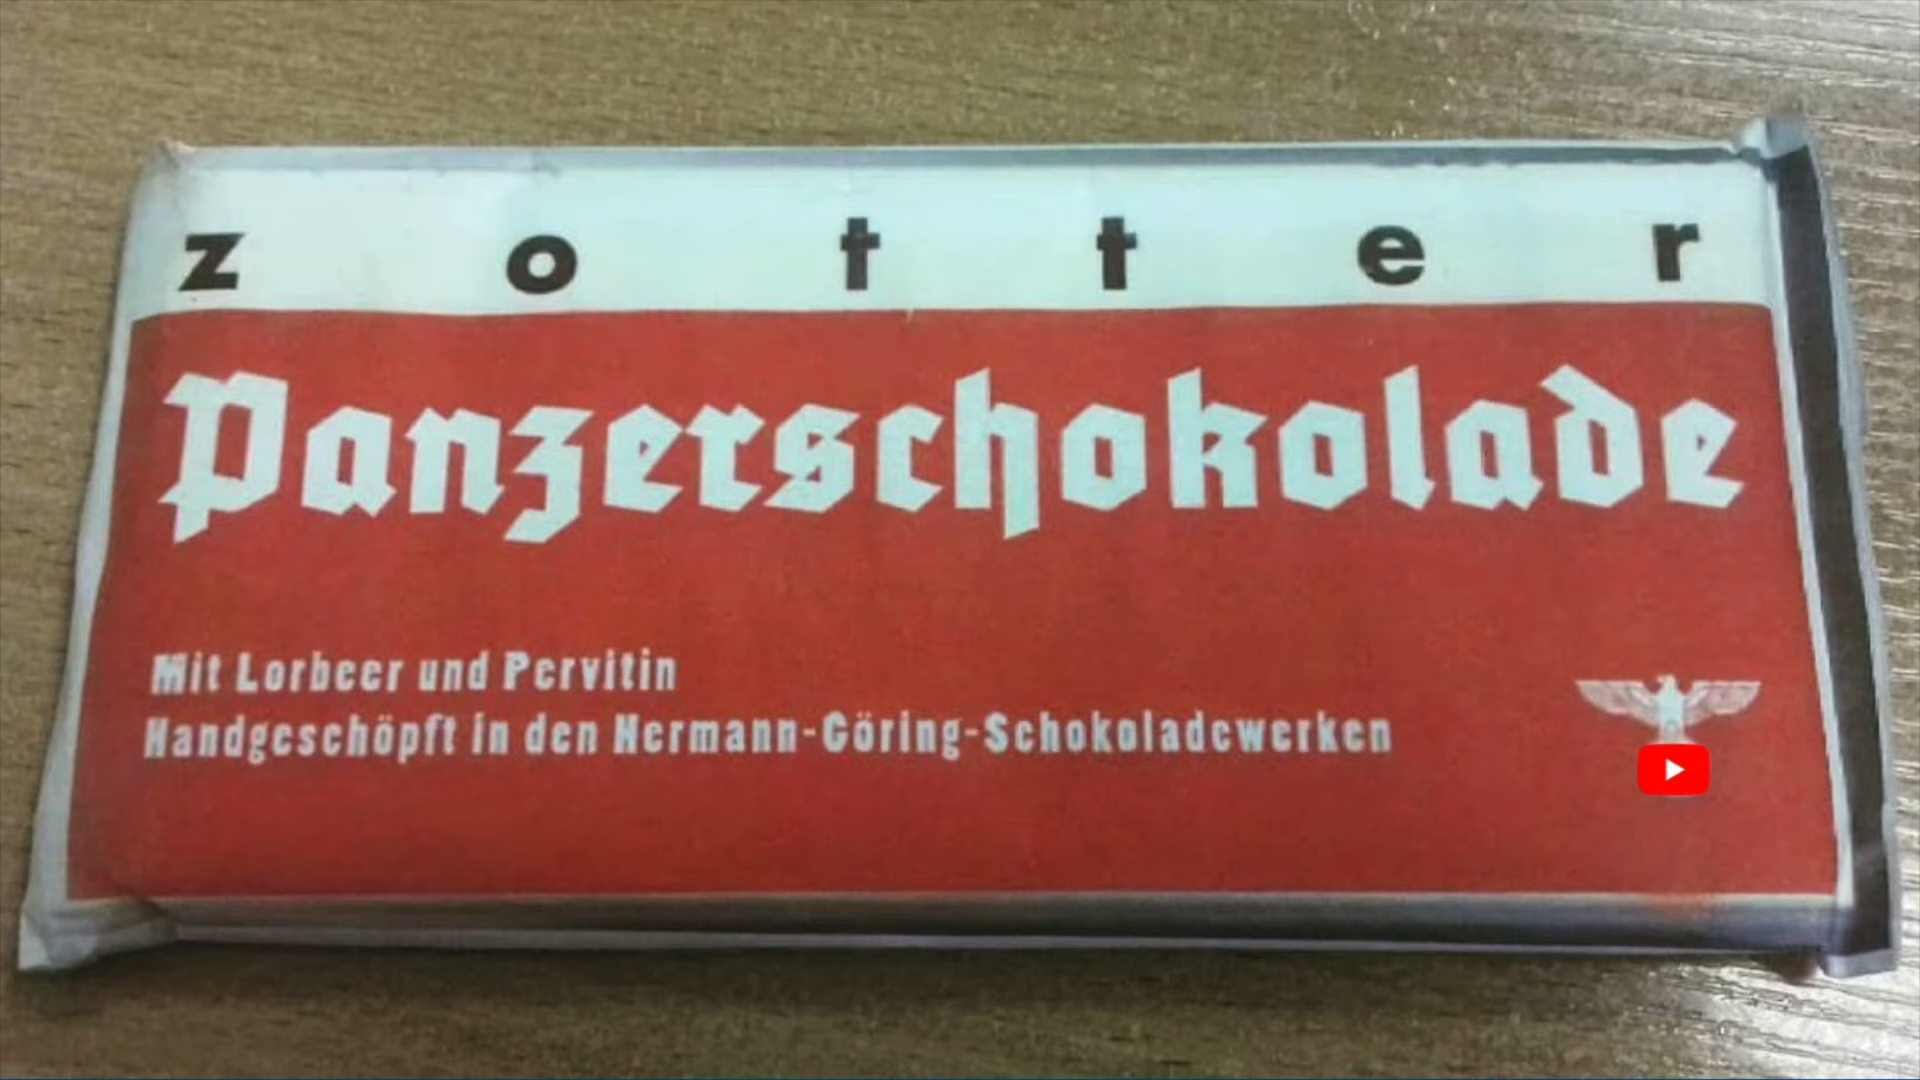 zotter
Panzerschokolade
Mit Lorbeer und Pervitin
Handgeschöpft in den Hermann-Göring-Schokoladewerken